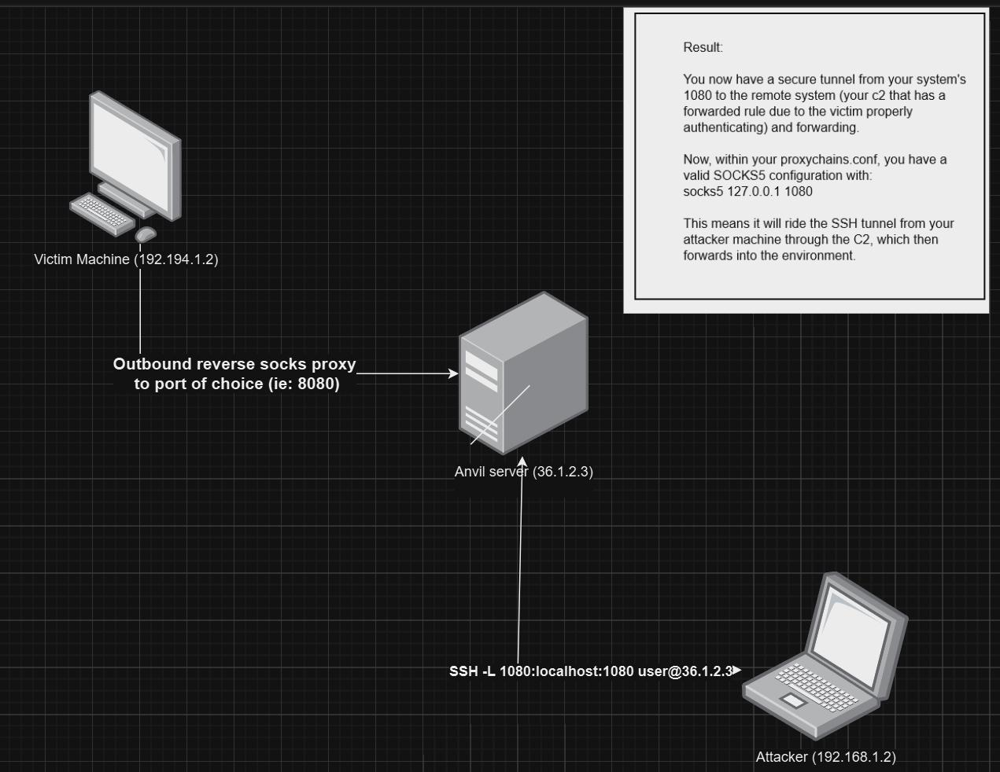 Result:
You now have a secure tunnel from your system's
1080 to the remote system (your c2 that has a
forwarded rule due to the victim properly
authenticating) and forwarding.
Now, within your proxychains.conf, you have a
valid SOCKS5 configuration with:
socks5 127.0.0.1 1080
This means it will ride the SSH tunnel from your
attacker machine through the C2, which then
forwards into the environment.
Victim Machine (192.194.1.2)
Outbound reverse socks proxy
to port of choice (ie: 8080)
Anvil server (36.1.2.3)
SSH -L 1080:localhost:1080 user@36.1.2.3
Attacker (192.168.1.2)